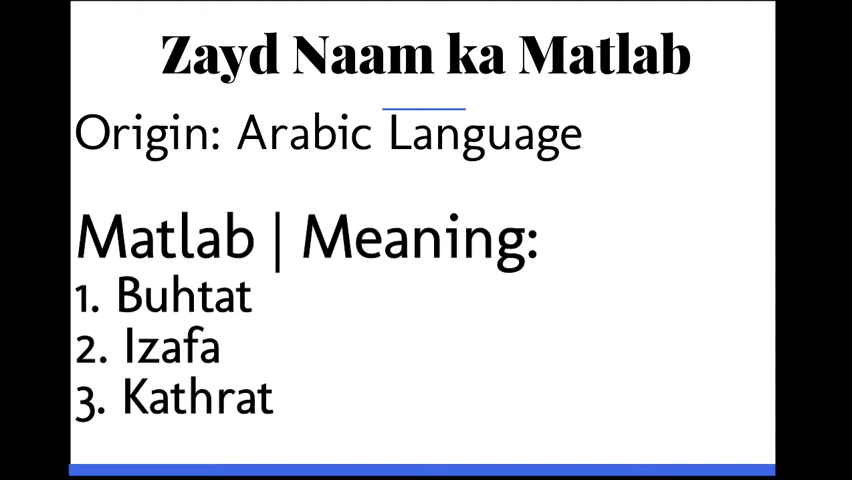 Zayd Naam ka Matlab
Origin: Arabic Language
Matlab | Meaning:
1. Buhtat
2. Izafa
3. Kathrat